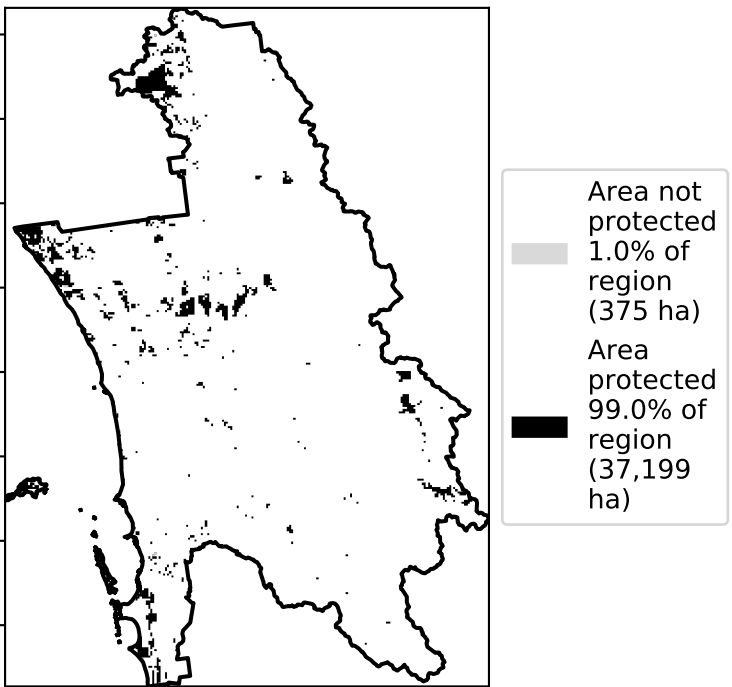 Area not
protected
1.0% of
region
(375 ha)
Area
protected
99.0% of
region
(37,199
ha)